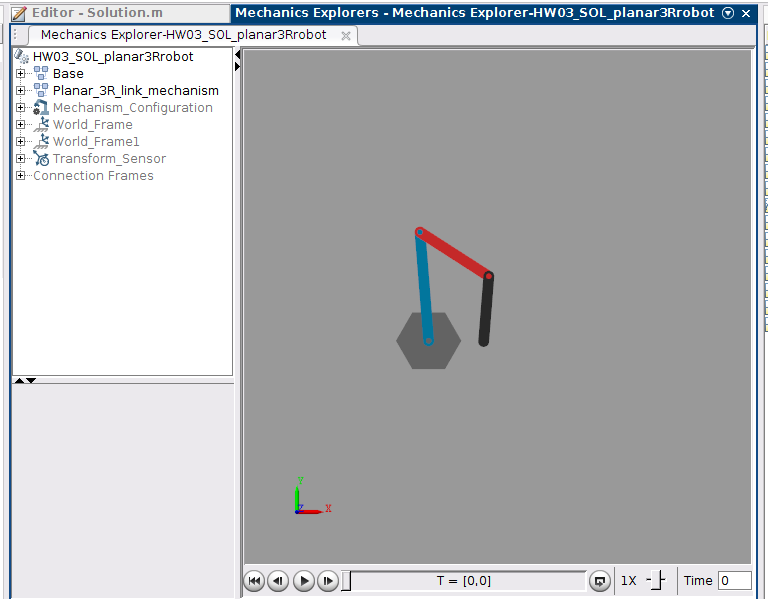 Editor - Solution.m
Mechanics Explorers - Mechanics Explorer-HW03_SOL_planar3Rrobot
Mechanics Explorer-HW03_SOL_planar3Rrobot
HW03_SOL_planar3Rrobot
Base
Planar_3R_link_mechanism
Mechanism_Configuration
World_Frame
World_Frame1
Transform_Sensor
Connection Frames
Y
Z
X
T = [0,0]
1X
Time 0